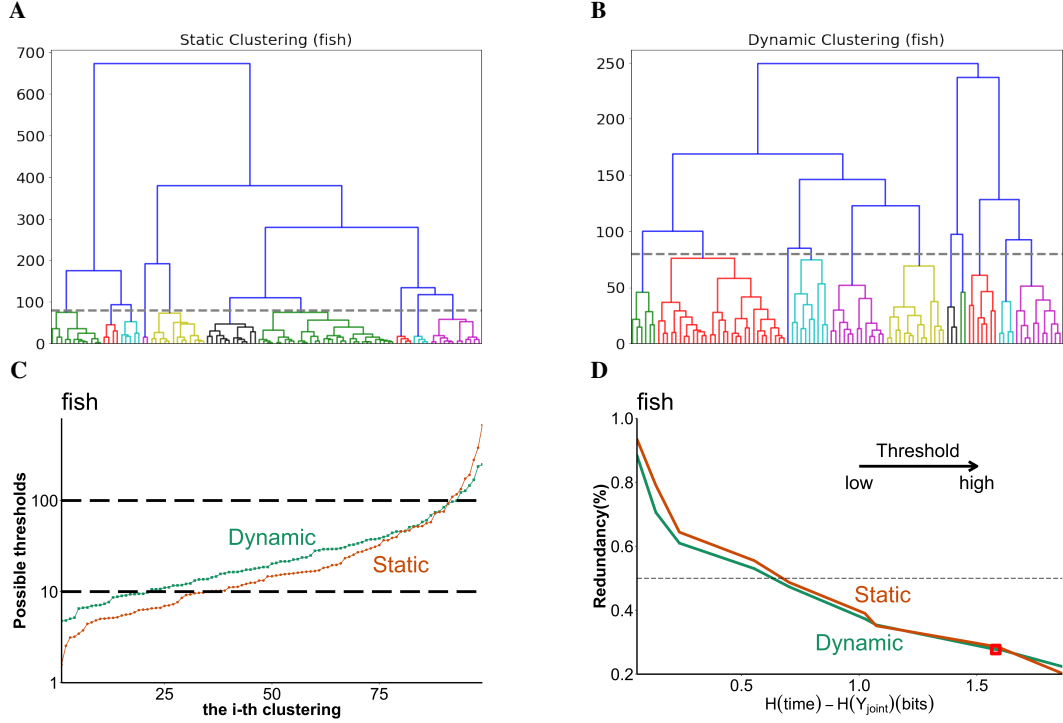 A
Static Clustering (fish)
700
600
500
400
300
200
100
0
B
Dynamic Clustering (fish)
250
200
150
100
50
0
C
fish
Possible thresholds
100
10
1
Dynamic
Static
25
50
75
the i-th clustering
D
fish
Redundancy(%)
1.0
0.8
0.6
0.4
0.2
Threshold
low
high
Static
Dynamic
0.5
1.0
1.5
H(time) − H(Yjoint)(bits)